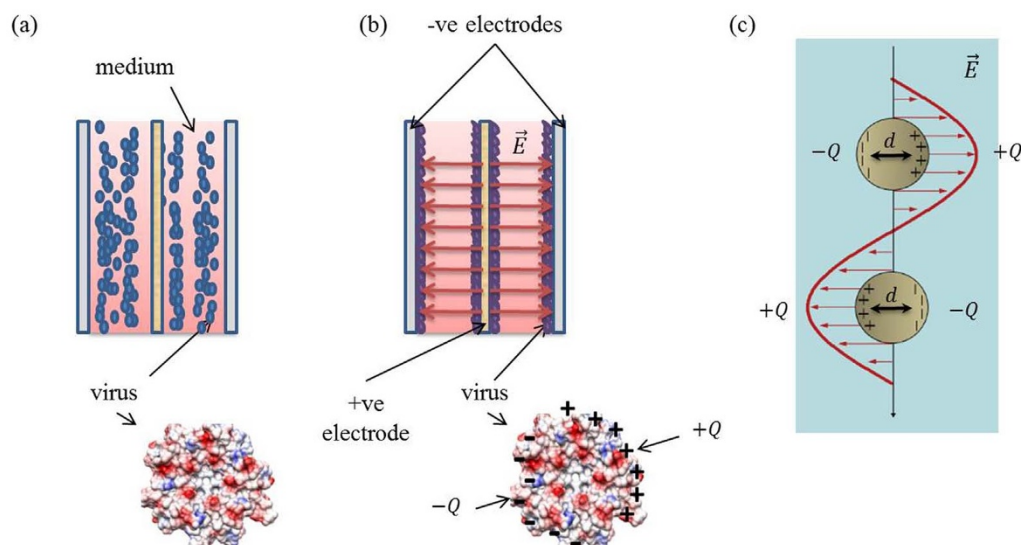 (a)
medium
virus
(b)
-ve electrodes
E⃗
+ve
electrode
virus
+Q
−Q
(c)
E⃗
−Q
d
+Q
+Q
d
−Q